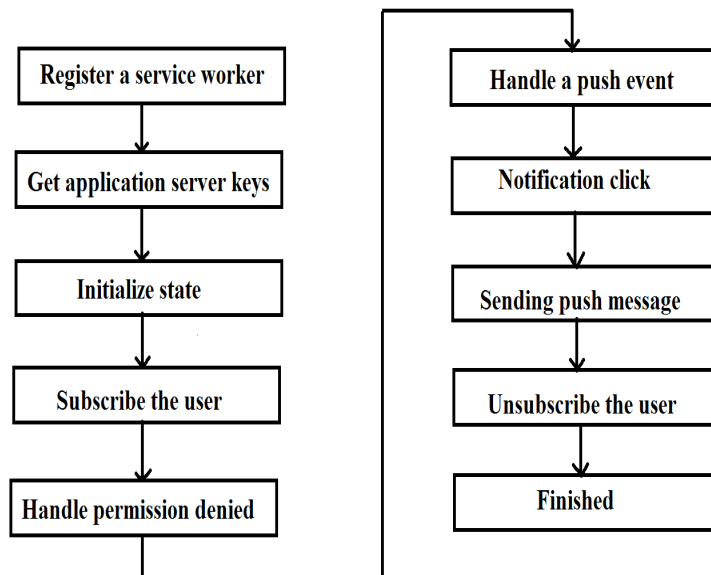 Register a service worker
Get application server keys
Initialize state
Subscribe the user
Handle permission denied
Handle a push event
Notification click
Sending push message
Unsubscribe the user
Finished